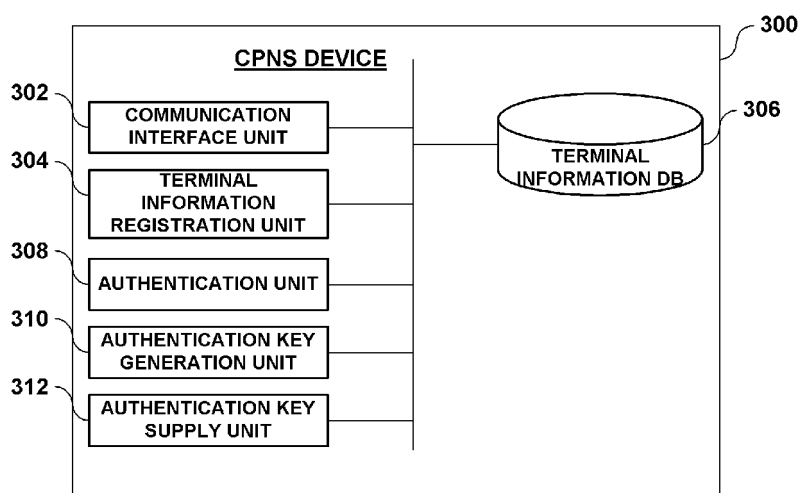 300
CPNS DEVICE
302
COMMUNICATION
INTERFACE UNIT
306
TERMINAL
INFORMATION DB
304
TERMINAL
INFORMATION
REGISTRATION UNIT
308
AUTHENTICATION UNIT
310
AUTHENTICATION KEY
GENERATION UNIT
312
AUTHENTICATION KEY
SUPPLY UNIT